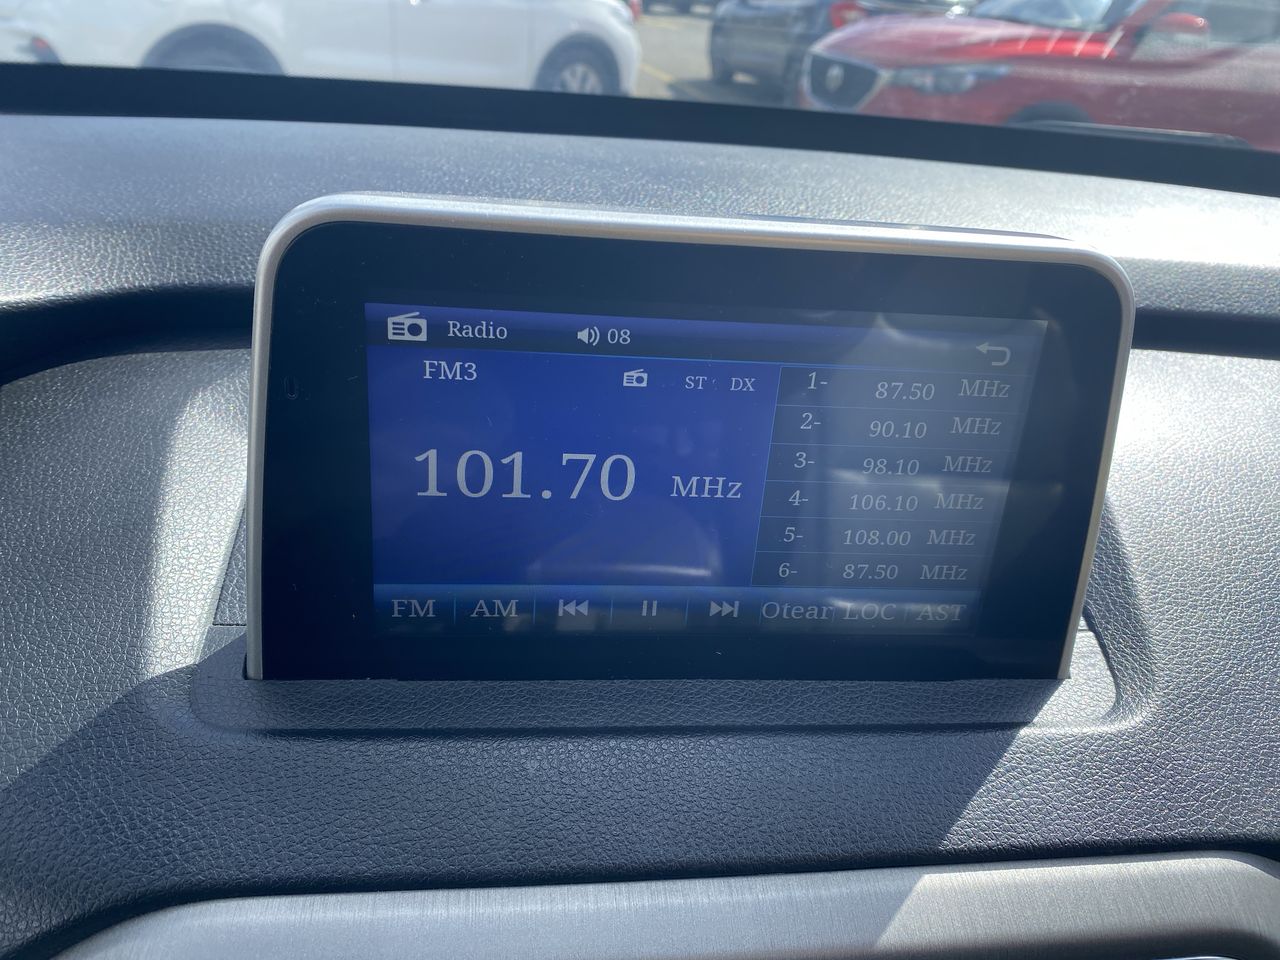 Radio 08
FM3 ST DX
101.70 MHz
1- 87.50 MHz
2- 90.10 MHz
3- 98.10 MHz
4- 106.10 MHz
5- 108.00 MHz
6- 87.50 MHz
FM AM Otear LOC AST